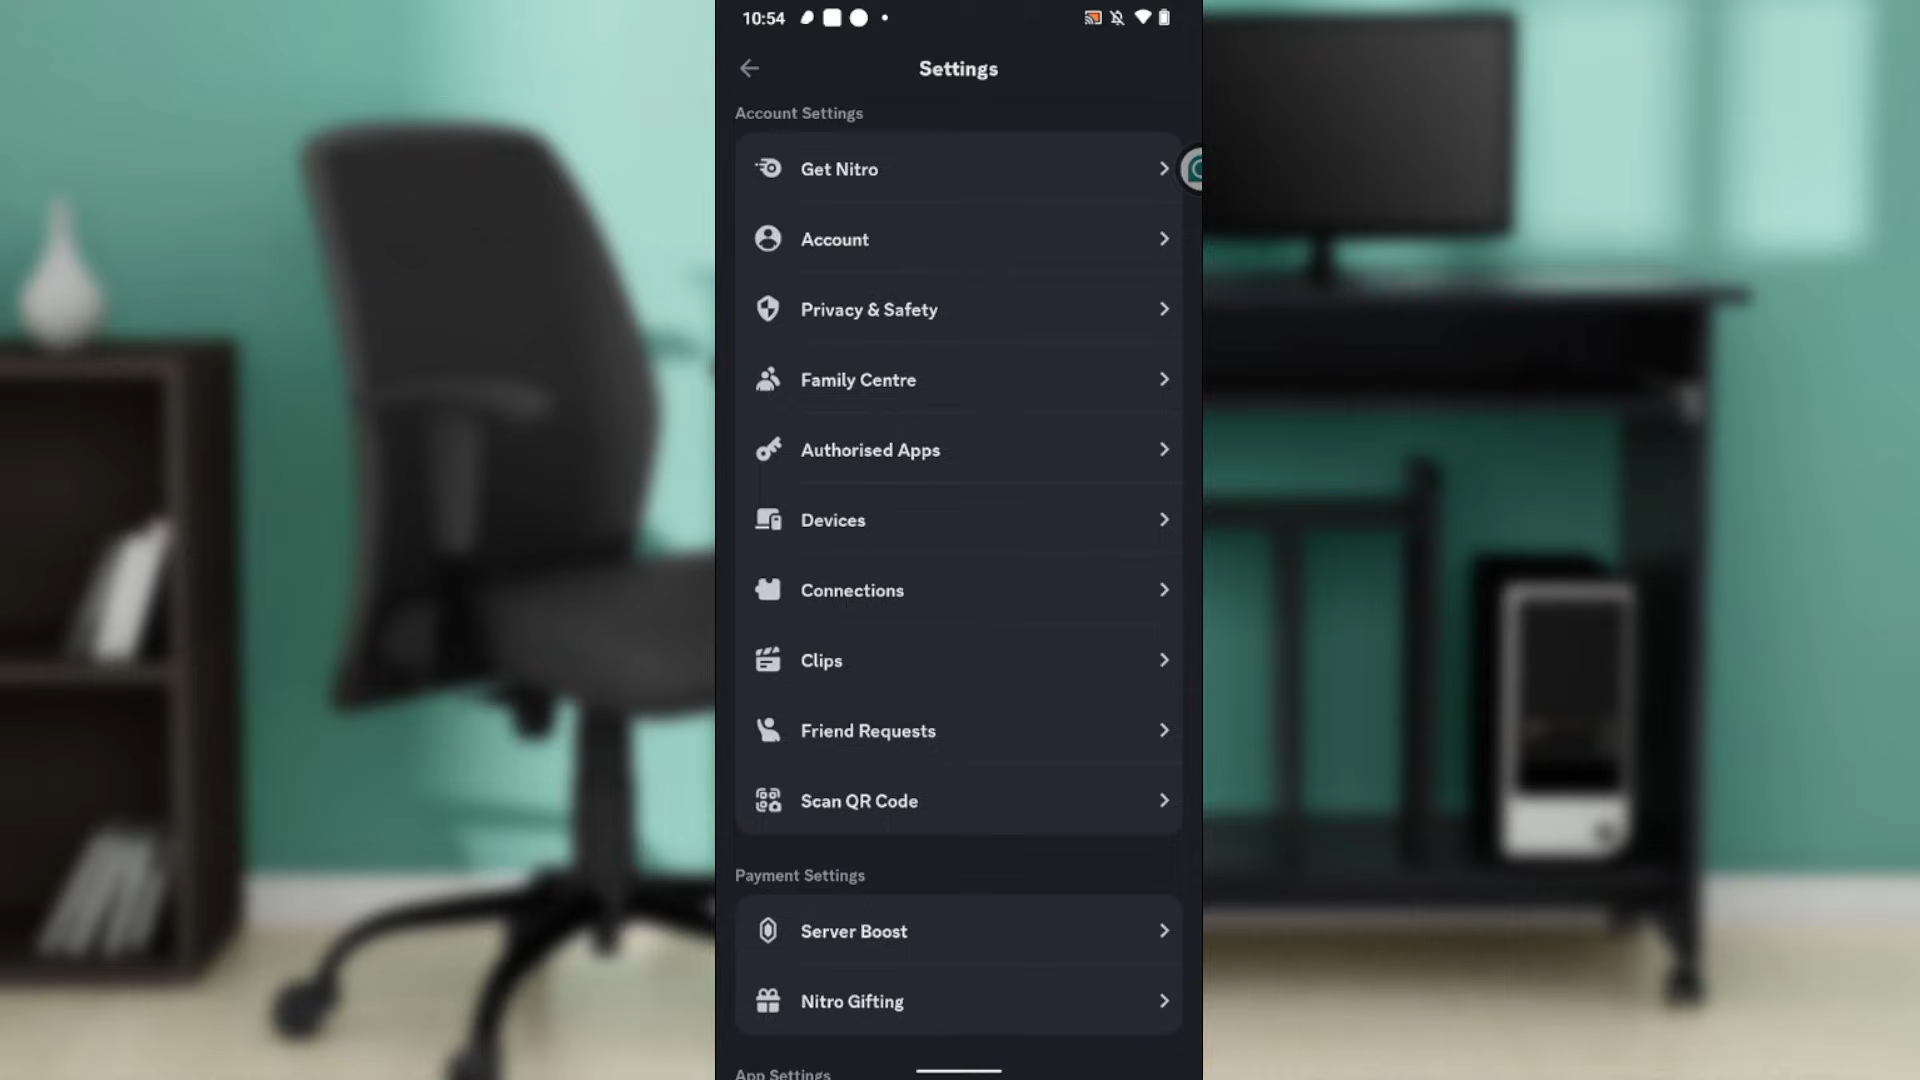 10:54
Settings
Account Settings
Get Nitro
Account
Privacy & Safety
Family Centre
Authorised Apps
Devices
Connections
Clips
Friend Requests
Scan QR Code
Payment Settings
Server Boost
Nitro Gifting
App Settings